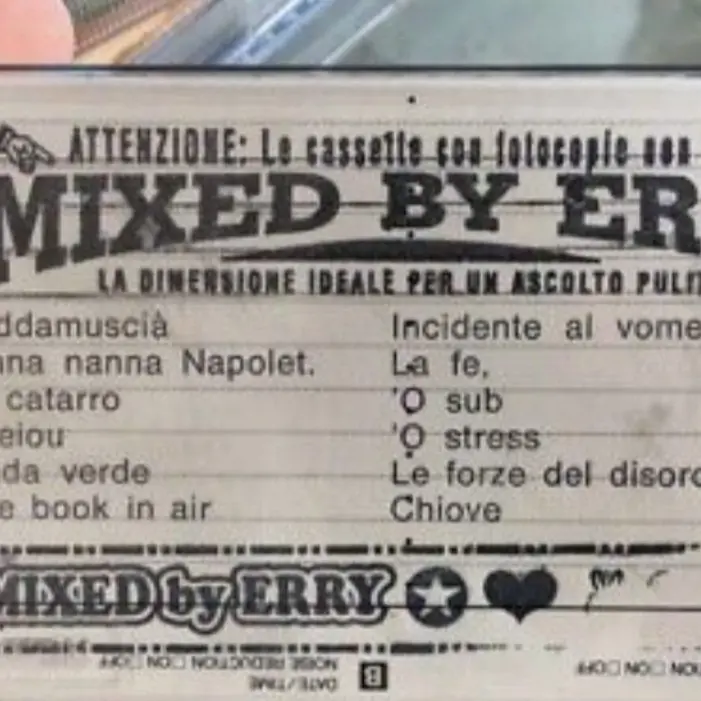 ATTENZIONE: Le cassette con fotocopie non
MIXED BY ER
LA DIMENSIONE IDEALE PER UN ASCOLTO PULIT
ddamuscià Incidente al vome
nna nanna Napolet. La fe,
catarro 'O sub
eiou 'O stress
da verde Le forze del disord
e book in air Chiove
MIXED by ERRY
NOISE REDUCTION □ ON □ OFF
DATE/TIME B